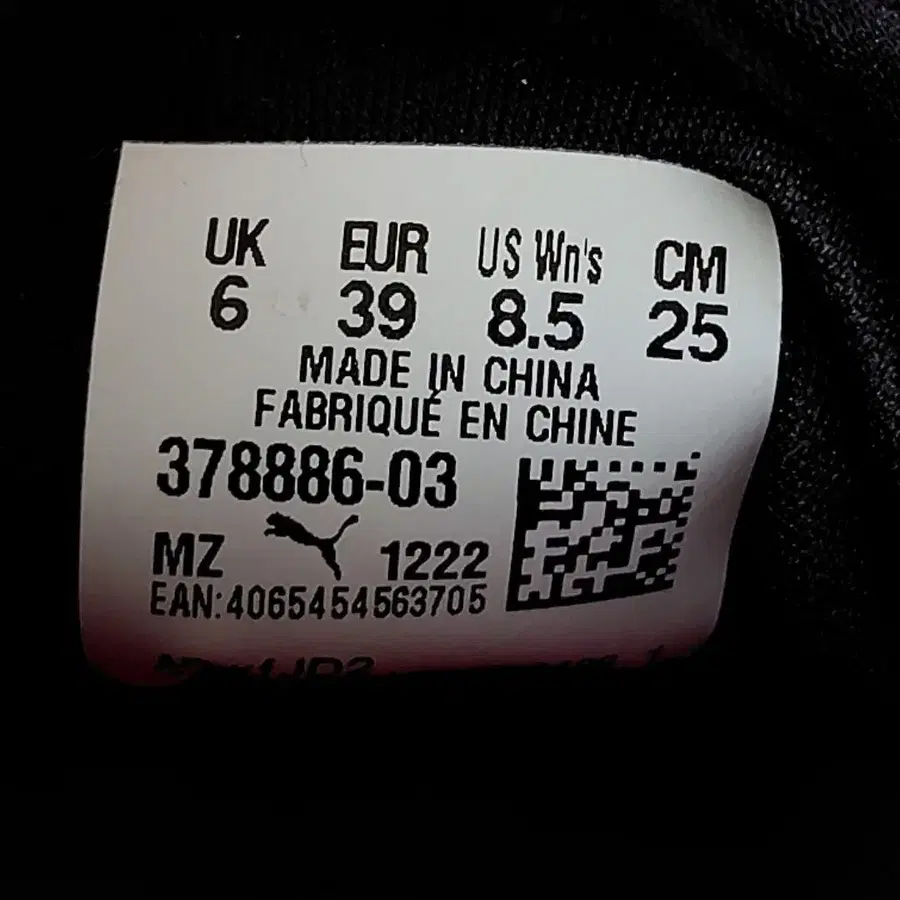 UK EUR US Wn's CM
6 39 8.5 25
MADE IN CHINA
FABRIQUÉ EN CHINE
378886-03
MZ 1222
EAN:4065454563705